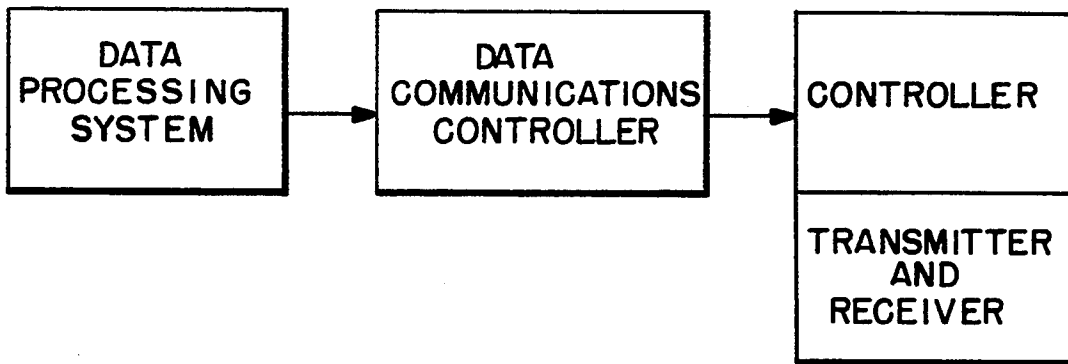 DATA
PROCESSING
SYSTEM
DATA
COMMUNICATIONS
CONTROLLER
CONTROLLER
TRANSMITTER
AND
RECEIVER